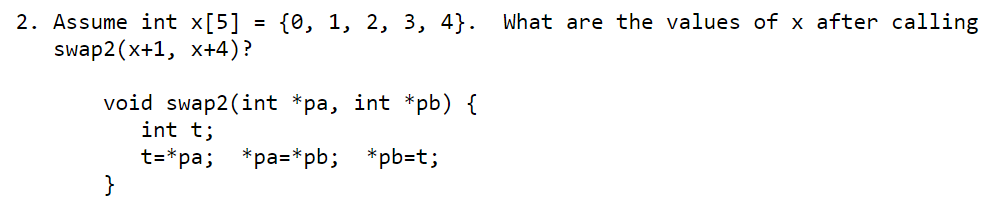 2. Assume int x[5] = {0, 1, 2, 3, 4}. What are the values of x after calling
swap2(x+1, x+4)?
void swap2(int *pa, int *pb) {
int t;
t=*pa; *pa=*pb; *pb=t;
}